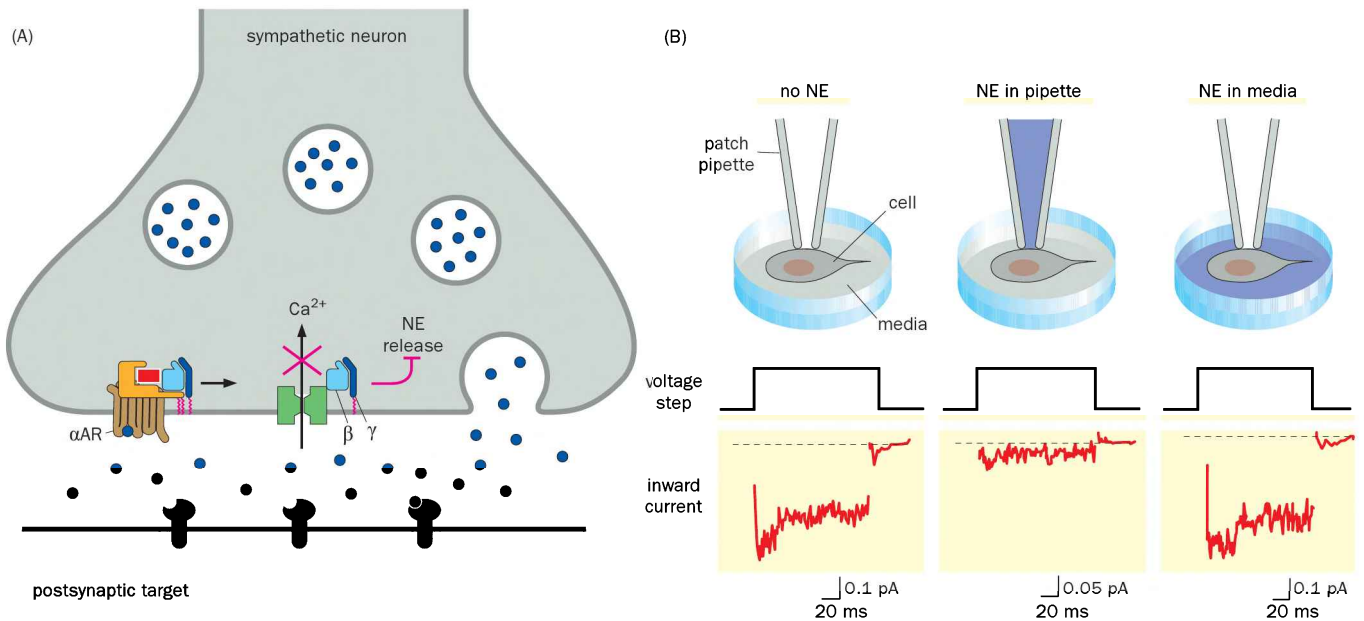 (A)
sympathetic neuron
Ca2+
NE
release
αAR
β
γ
postsynaptic target
(B)
no NE
NE in pipette
NE in media
patch
pipette
cell
media
voltage
step
inward
current
0.1 pA
20 ms
0.05 pA
20 ms
0.1 pA
20 ms